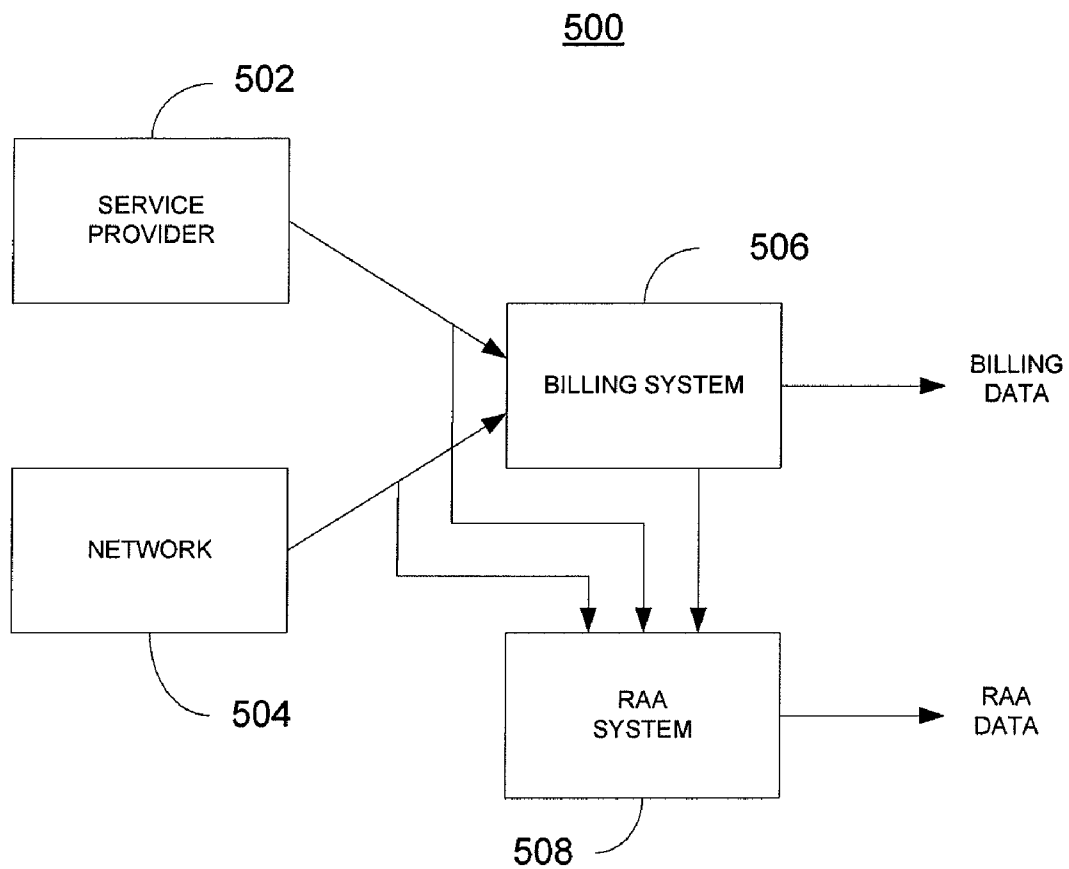 500
502
SERVICE
PROVIDER
506
BILLING SYSTEM
BILLING
DATA
NETWORK
504
RAA
SYSTEM
RAA
DATA
508